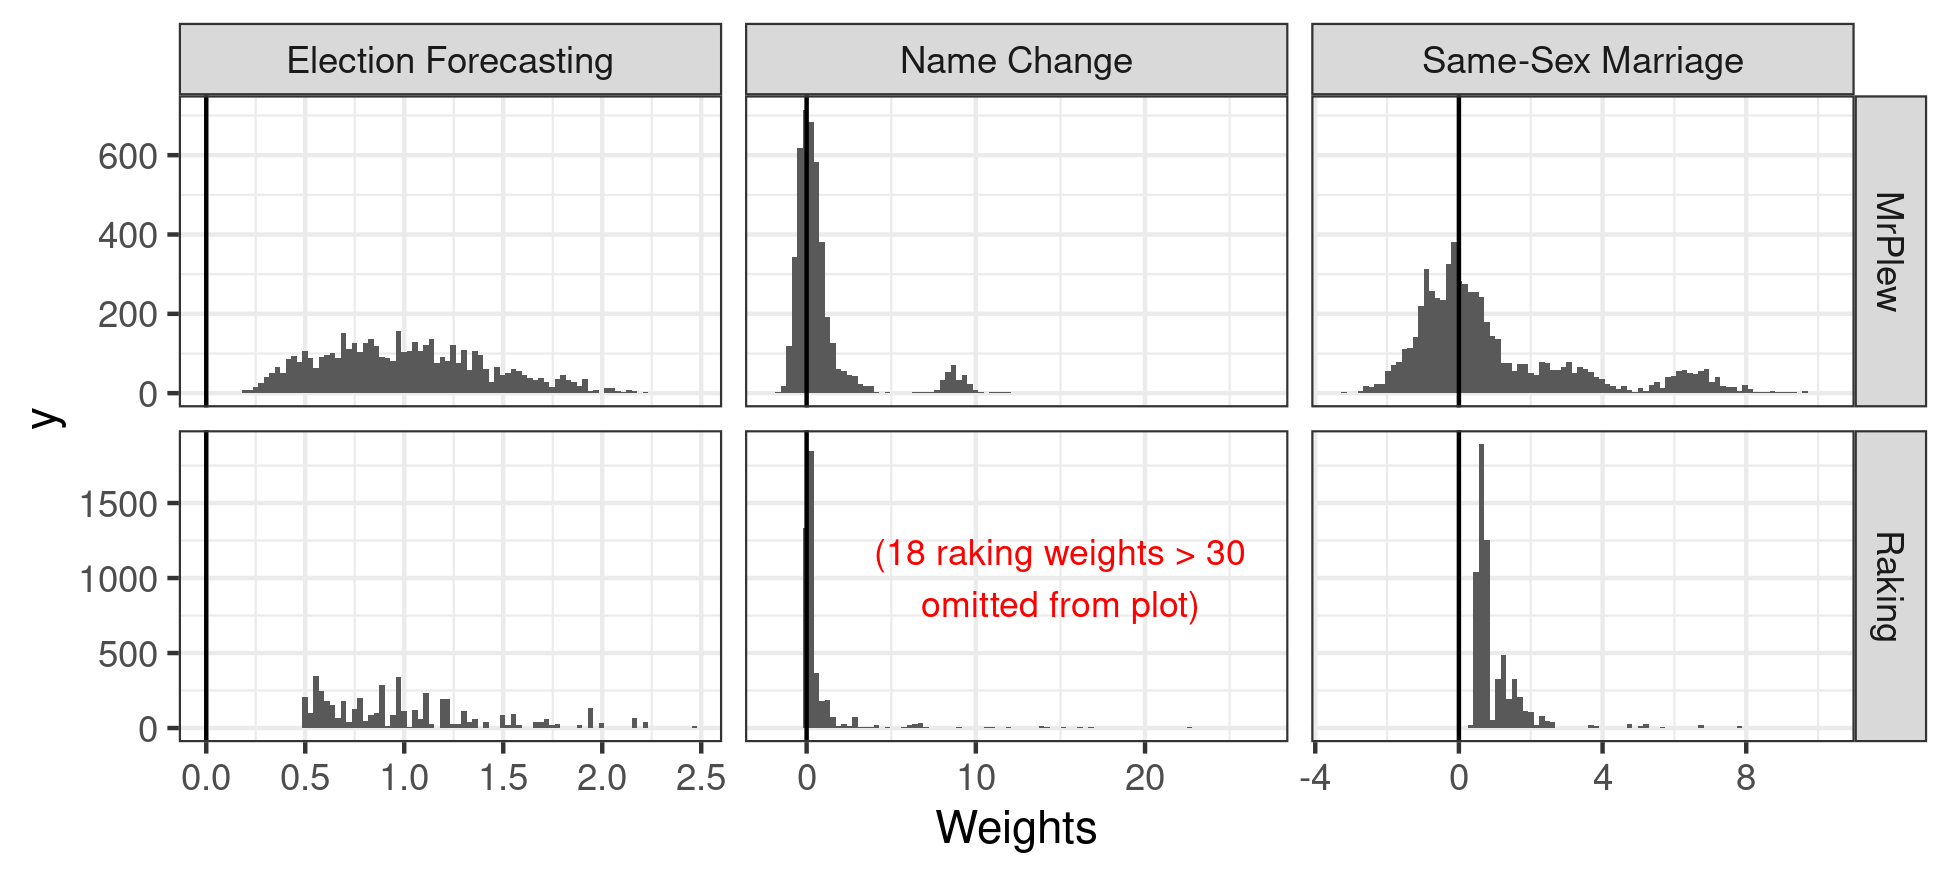 Election Forecasting
Name Change
Same-Sex Marriage
600
400
200
0
MrPlew
y
1500
1000
500
0
(18 raking weights > 30
omitted from plot)
Raking
0.0 0.5 1.0 1.5 2.0 2.5
0 10 20
-4 0 4 8
Weights